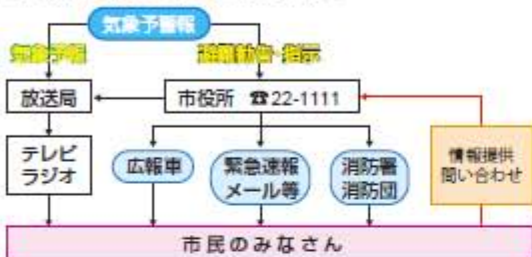 気象予警報
気象予報
避難勧告・指示
放送局
市役所 ☎22-1111
テレビ
ラジオ
広報車
緊急速報
メール等
消防署
消防団
情報提供
問い合わせ
市民のみなさん